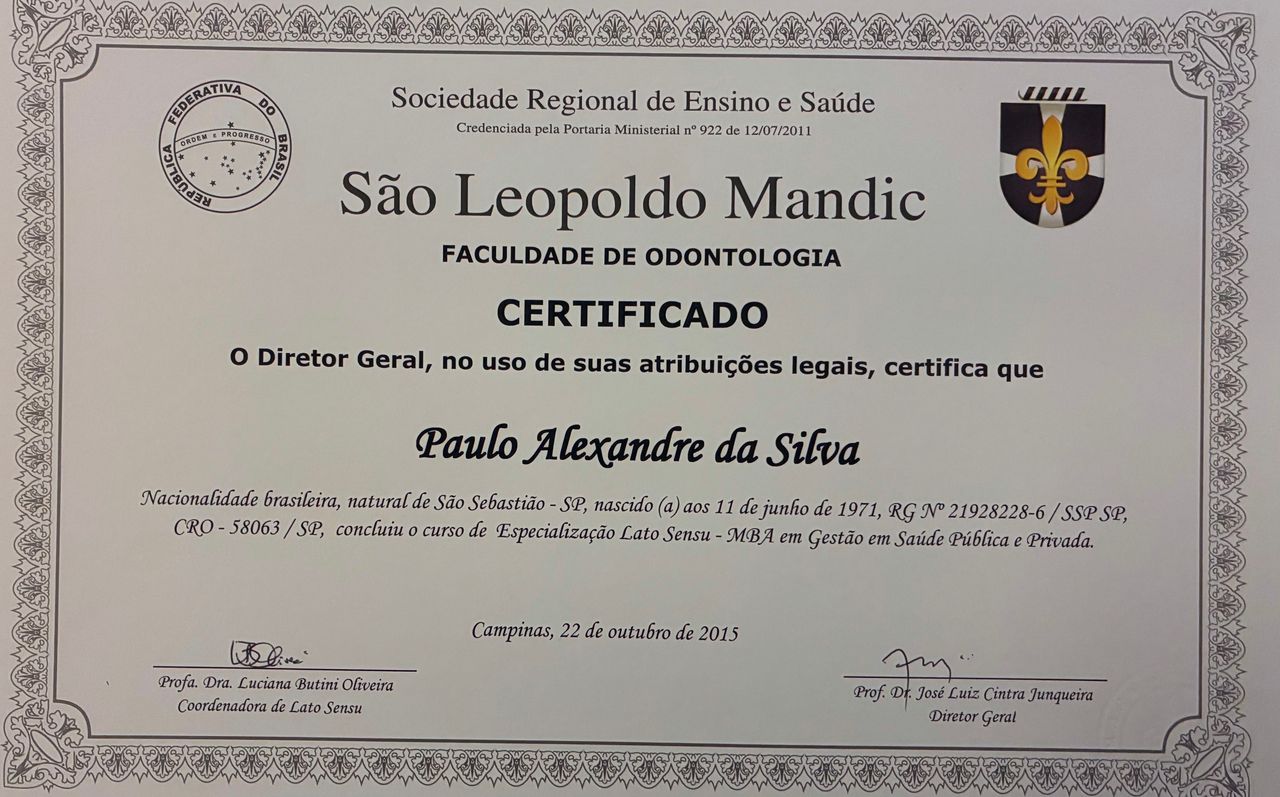 REPÚBLICA FEDERATIVA DO BRASIL
ORDEM E PROGRESSO
Sociedade Regional de Ensino e Saúde
Credenciada pela Portaria Ministerial nº 922 de 12/07/2011
São Leopoldo Mandic
FACULDADE DE ODONTOLOGIA
CERTIFICADO
O Diretor Geral, no uso de suas atribuições legais, certifica que
Paulo Alexandre da Silva
Nacionalidade brasileira, natural de São Sebastião - SP, nascido (a) aos 11 de junho de 1971, RG Nº 21928228-6 / SSP SP,
CRO - 58063 / SP, concluiu o curso de Especialização Lato Sensu - MBA em Gestão em Saúde Pública e Privada.
Campinas, 22 de outubro de 2015
Profa. Dra. Luciana Butini Oliveira
Coordenadora de Lato Sensu
Prof. Dr. José Luiz Cintra Junqueira
Diretor Geral